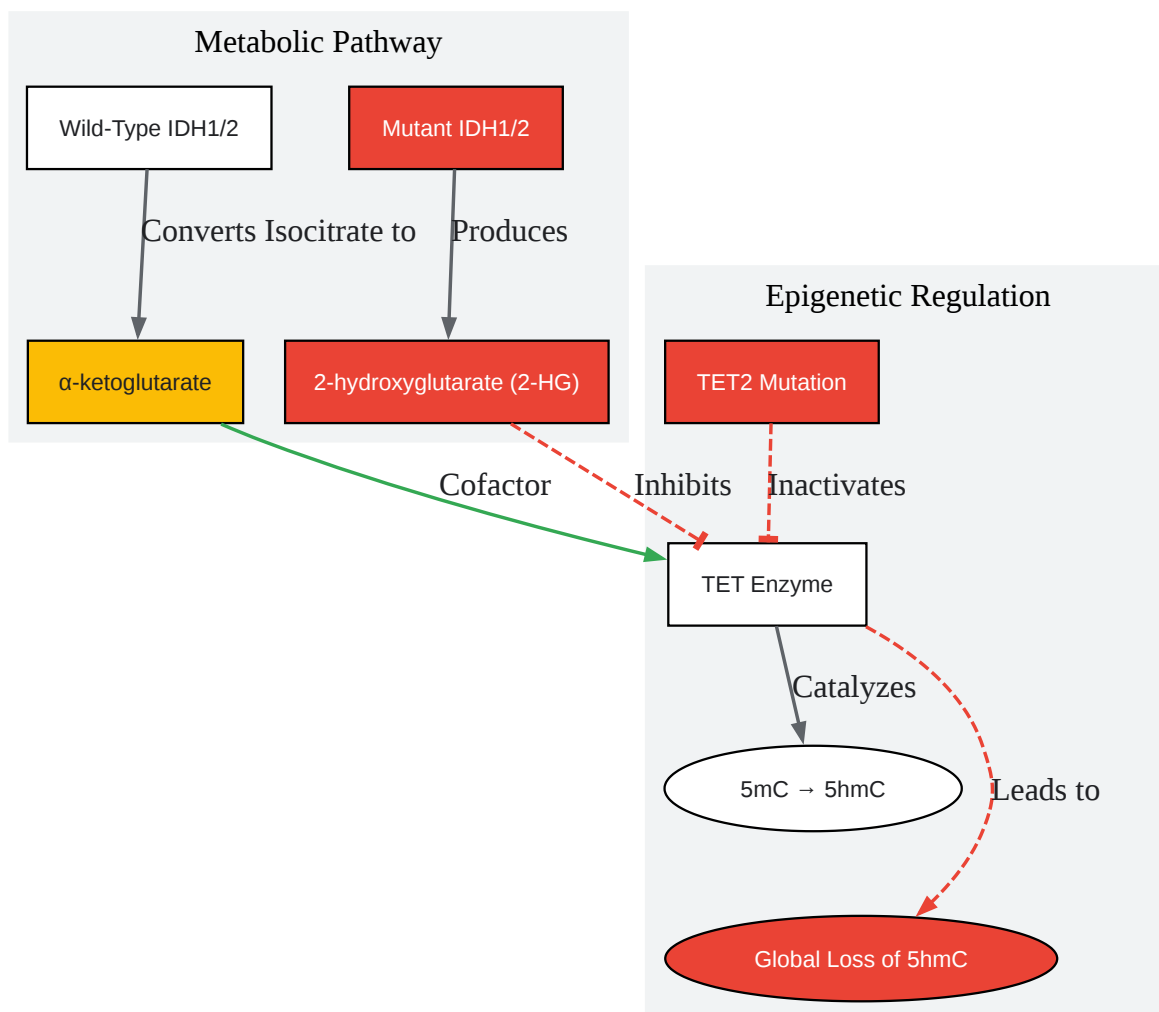 Metabolic Pathway
Wild-Type IDH1/2
Mutant IDH1/2
Converts Isocitrate to
Produces
Epigenetic Regulation
α-ketoglutarate
2-hydroxyglutarate (2-HG)
TET2 Mutation
Cofactor
Inhibits
Inactivates
TET Enzyme
Catalyzes
5mC → 5hmC
Leads to
Global Loss of 5hmC